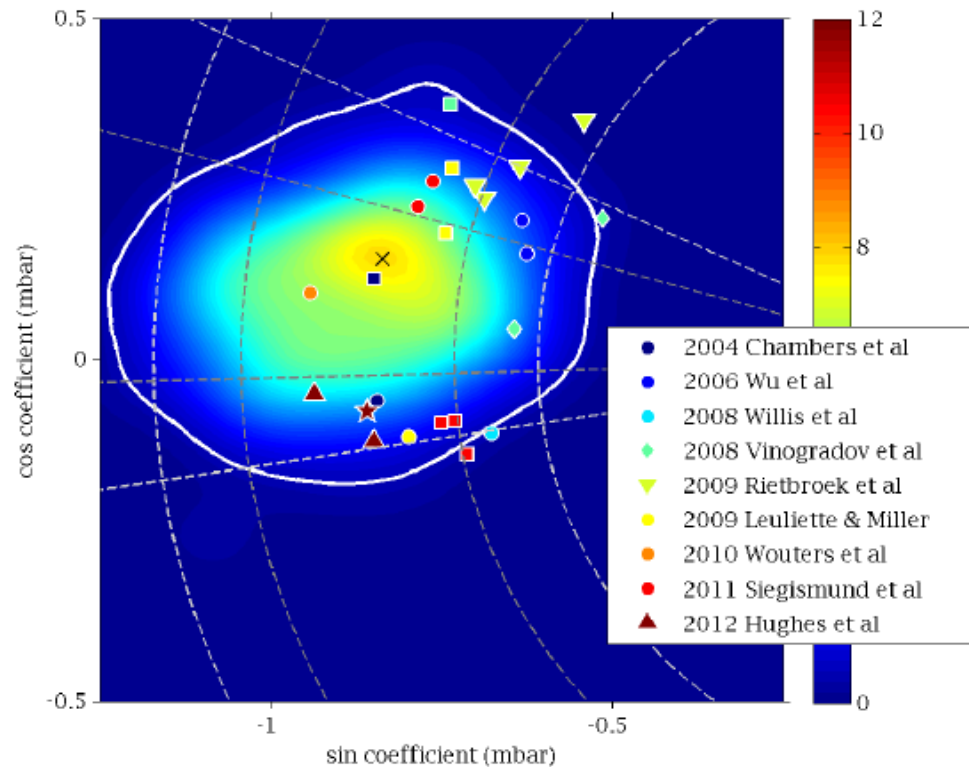 0.5
0
-0.5
cos coefficient (mbar)
-1
-0.5
sin coefficient (mbar)
12
10
8
0
2004 Chambers et al
2006 Wu et al
2008 Willis et al
2008 Vinogradov et al
2009 Rietbroek et al
2009 Leuliette & Miller
2010 Wouters et al
2011 Siegismund et al
2012 Hughes et al